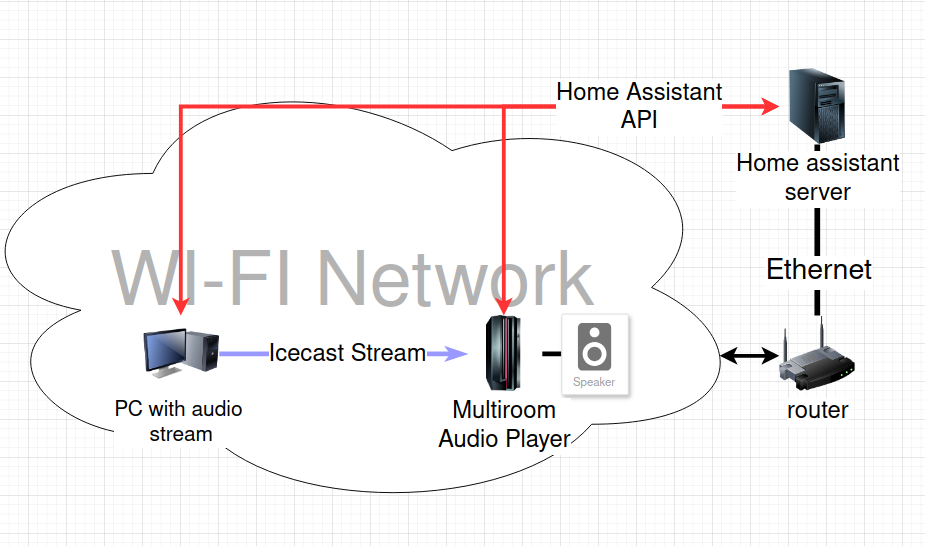 Home Assistant
API
Home assistant
server
WI-FI Network
Ethernet
Icecast Stream
Speaker
PC with audio
stream
Multiroom
Audio Player
router